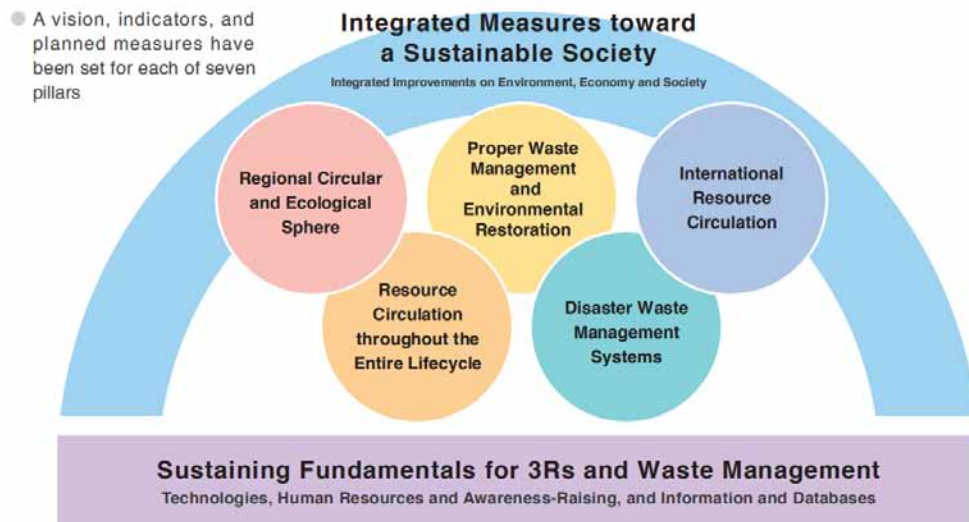 A vision, indicators, and
planned measures have
been set for each of seven
pillars
Integrated Measures toward
a Sustainable Society
Integrated Improvements on Environment, Economy and Society
Regional Circular
and Ecological
Sphere
Proper Waste
Management
and
Environmental
Restoration
International
Resource
Circulation
Resource
Circulation
throughout the
Entire Lifecycle
Disaster Waste
Management
Systems
Sustaining Fundamentals for 3Rs and Waste Management
Technologies, Human Resources and Awareness-Raising, and Information and Databases